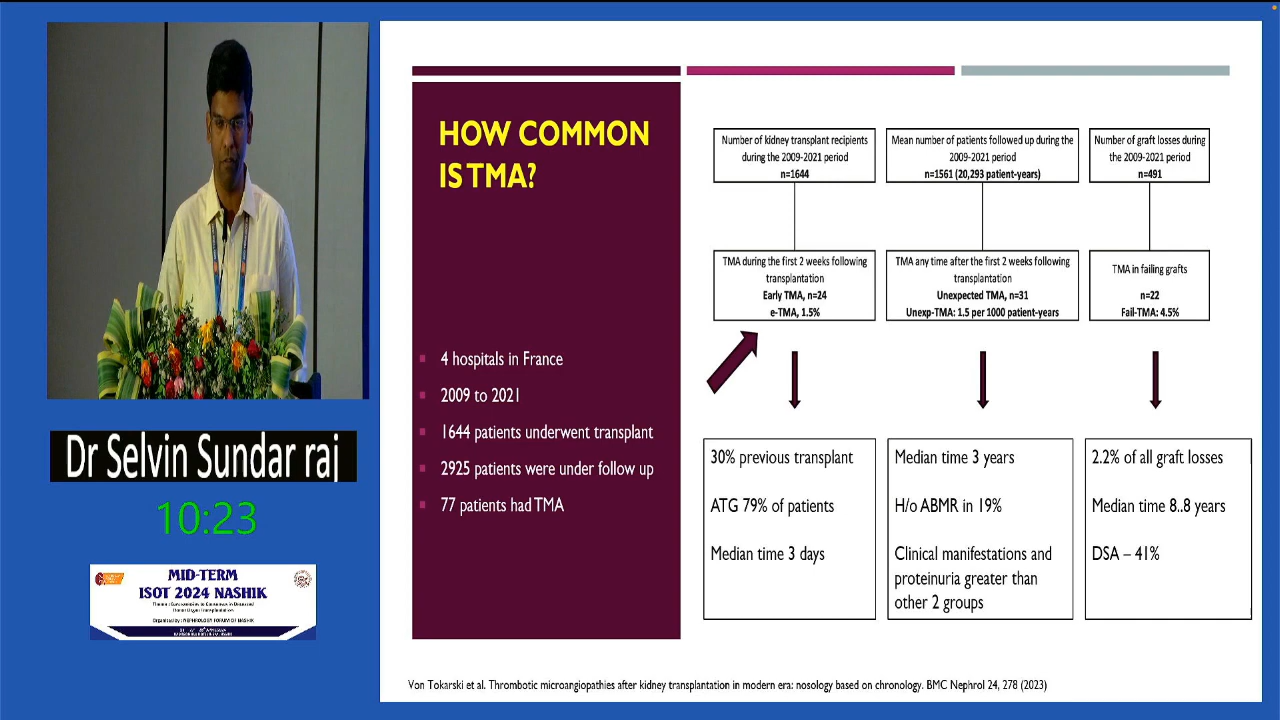 HOW COMMON
IS TMA?
4 hospitals in France
2009 to 2021
1644 patients underwent transplant
2925 patients were under follow up
77 patients had TMA
Number of kidney transplant recipients
during the 2009-2021 period
n=1644
Mean number of patients followed up during the
2009-2021 period
n=1561 (20,293 patient-years)
Number of graft losses during
the 2009-2021 period
n=491
TMA during the first 2 weeks following
transplantation
Early TMA, n=24
e-TMA, 1.5%
TMA any time after the first 2 weeks following
transplantation
Unexpected TMA, n=31
Unexp-TMA: 1.5 per 1000 patient-years
TMA in failing grafts
n=22
Fail-TMA: 4.5%
30% previous transplant
ATG 79% of patients
Median time 3 days
Median time 3 years
H/o ABMR in 19%
Clinical manifestations and
proteinuria greater than
other 2 groups
2.2% of all graft losses
Median time 8..8 years
DSA – 41%
Von Tokarski et al. Thrombotic microangiopathies after kidney transplantation in modern era: nosology based on chronology. BMC Nephrol 24, 278 (2023)
Dr Selvin Sundar raj
10:23
MID-TERM
ISOT 2024 NASHIK
Organised by : NEPHROLOGY FORUM OF NASHIK